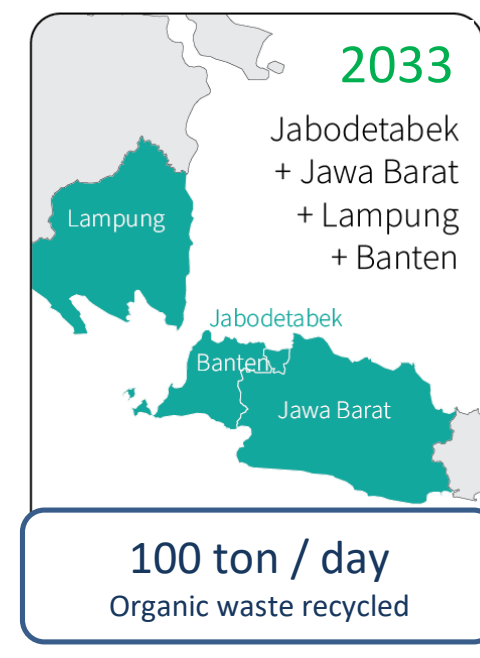 2033
Jabodetabek
+ Jawa Barat
+ Lampung
+ Banten
Lampung
Jabodetabek
Banten
Jawa Barat
100 ton / day
Organic waste recycled